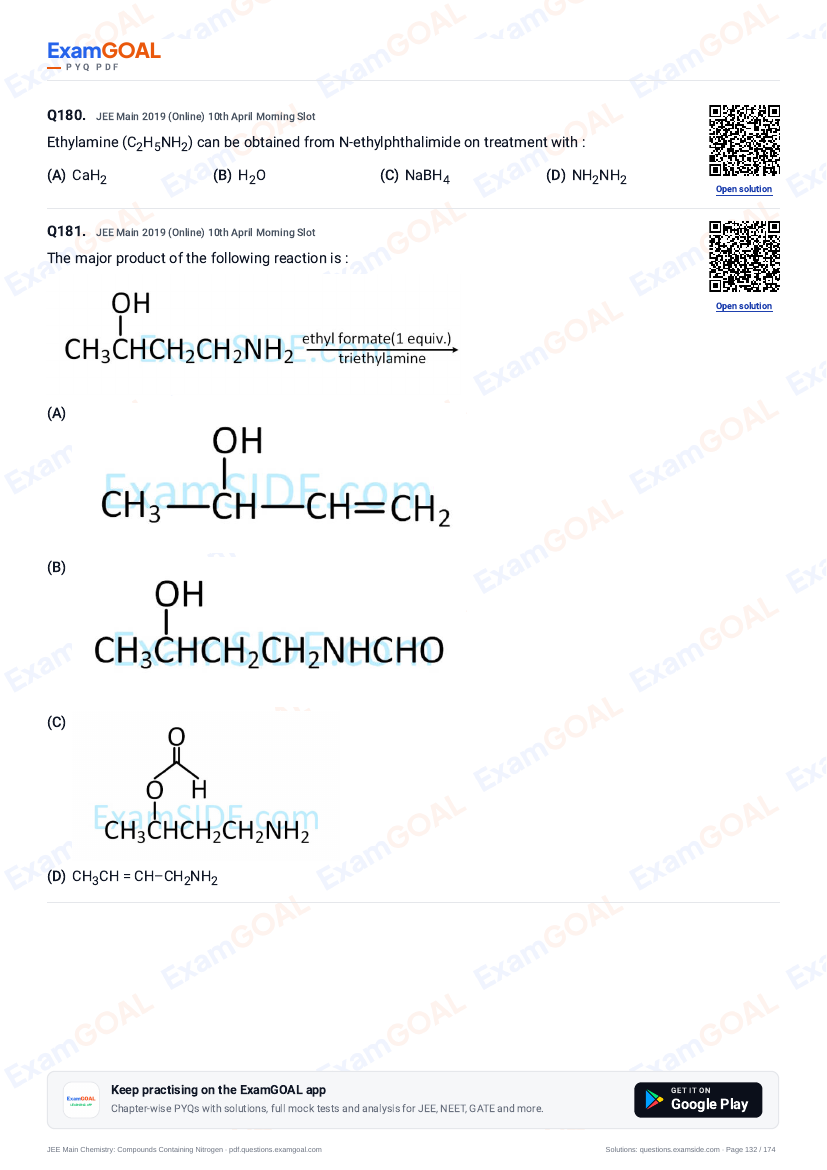 ExamGOAL
PYQ PDF
Q180. JEE Main 2019 (Online) 10th April Morning Slot
Ethylamine (C₂H₅NH₂) can be obtained from N-ethylphthalimide on treatment with :
(A) CaH₂ (B) H₂O (C) NaBH₄ (D) NH₂NH₂
Open solution
Q181. JEE Main 2019 (Online) 10th April Morning Slot
The major product of the following reaction is :
Open solution
OH
CH₃CHCH₂CH₂NH₂ ethyl formate(1 equiv.)
triethylamine
(A)
OH
CH₃—CH—CH=CH₂
ExamSIDE.com
(B)
OH
CH₃CHCH₂CH₂NHCHO
(C)
O
O H
ExamSIDE.com
CH₃CHCH₂CH₂NH₂
(D) CH₃CH = CH−CH₂NH₂
Keep practising on the ExamGOAL app
Chapter-wise PYQs with solutions, full mock tests and analysis for JEE, NEET, GATE and more.
GET IT ON
Google Play
JEE Main Chemistry: Compounds Containing Nitrogen · pdf.questions.examgoal.com
Solutions: questions.examside.com · Page 132 / 174